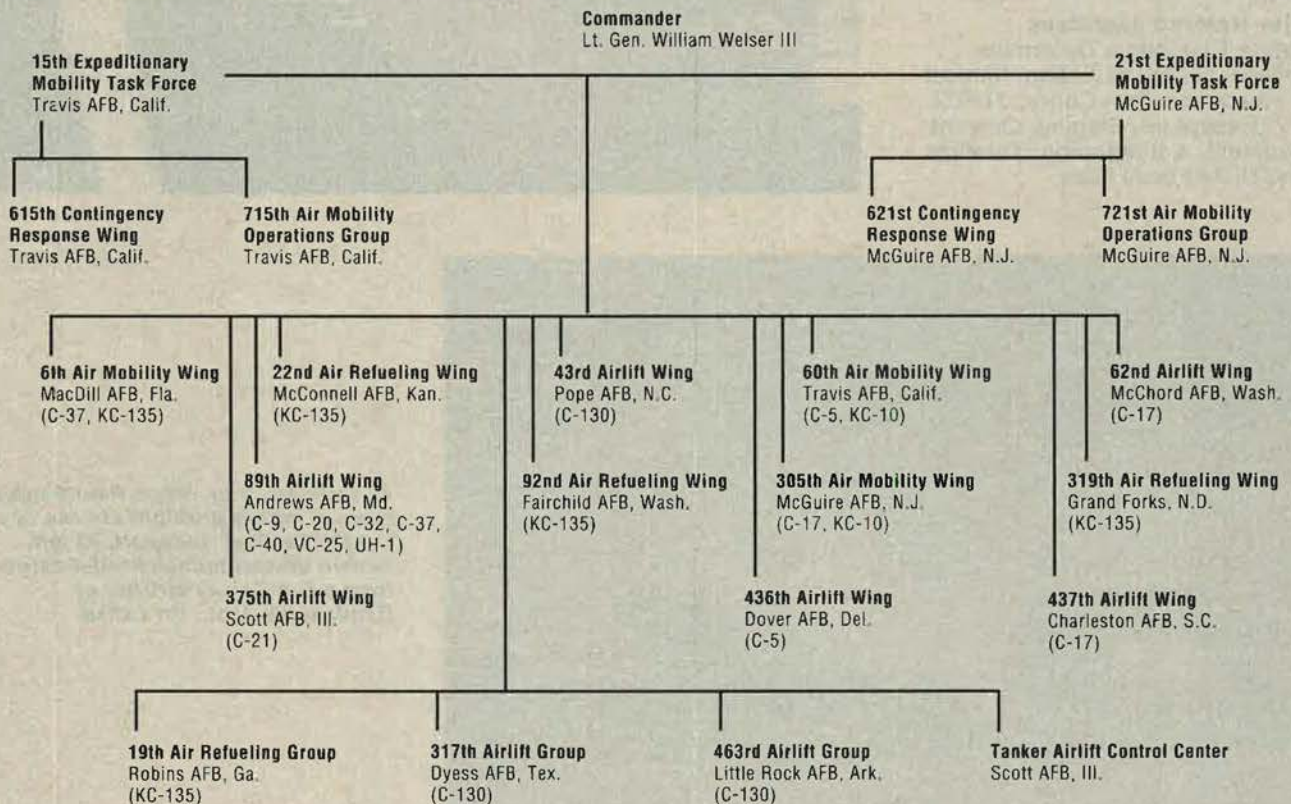 Commander
Lt. Gen. William Welser III
15th Expeditionary
Mobility Task Force
Travis AFB, Calif.
21st Expeditionary
Mobility Task Force
McGuire AFB, N.J.
615th Contingency
Response Wing
Travis AFB, Calif.
715th Air Mobility
Operations Group
Travis AFB, Calif.
621st Contingency
Response Wing
McGuire AFB, N.J.
721st Air Mobility
Operations Group
McGuire AFB, N.J.
6th Air Mobility Wing
MacDill AFB, Fla.
(C-37, KC-135)
22nd Air Refueling Wing
McConnell AFB, Kan.
(KC-135)
43rd Airlift Wing
Pope AFB, N.C.
(C-130)
60th Air Mobility Wing
Travis AFB, Calif.
(C-5, KC-10)
62nd Airlift Wing
McChord AFB, Wash.
(C-17)
89th Airlift Wing
Andrews AFB, Md.
(C-9, C-20, C-32, C-37,
C-40, VC-25, UH-1)
92nd Air Refueling Wing
Fairchild AFB, Wash.
(KC-135)
305th Air Mobility Wing
McGuire AFB, N.J.
(C-17, KC-10)
319th Air Refueling Wing
Grand Forks, N.D.
(KC-135)
375th Airlift Wing
Scott AFB, Ill.
(C-21)
436th Airlift Wing
Dover AFB, Del.
(C-5)
437th Airlift Wing
Charleston AFB, S.C.
(C-17)
19th Air Refueling Group
Robins AFB, Ga.
(KC-135)
317th Airlift Group
Dyess AFB, Tex.
(C-130)
463rd Airlift Group
Little Rock AFB, Ark.
(C-130)
Tanker Airlift Control Center
Scott AFB, Ill.